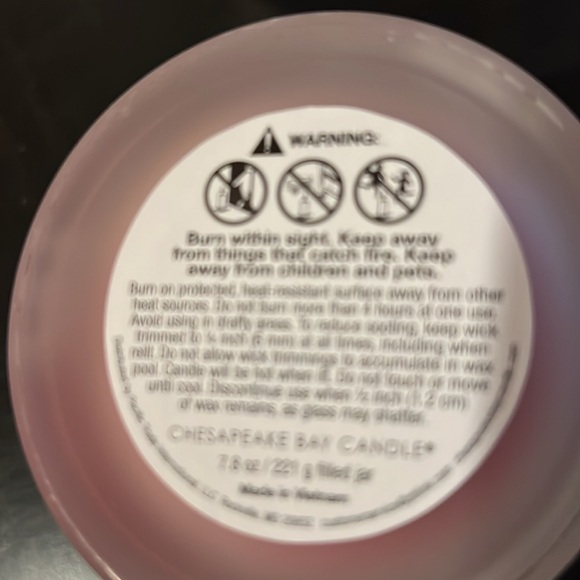 WARNING:
Burn within sight. Keep away
from things that catch fire. Keep
away from children and pets.
Burn on protected, heat-resistant surface away from other
heat sources. Do not burn more than 4 hours at one use.
Avoid using in drafty areas. To reduce sooting, keep wick
trimmed to ¼ inch (6 mm) at all times, including when
relit. Do not allow wick trimmings to accumulate in wax
pool. Candle will be hot when lit. Do not touch or move
until cool. Discontinue use when ½ inch (1.2 cm)
of wax remains, as glass may shatter.
CHESAPEAKE BAY CANDLE®
7.8 oz / 221 g filled jar
Made in Vietnam